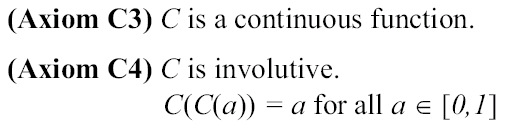 (Axiom C3) C is a continuous function.
(Axiom C4) C is involutive.
C(C(a)) = a for all a ∈ [0,1]